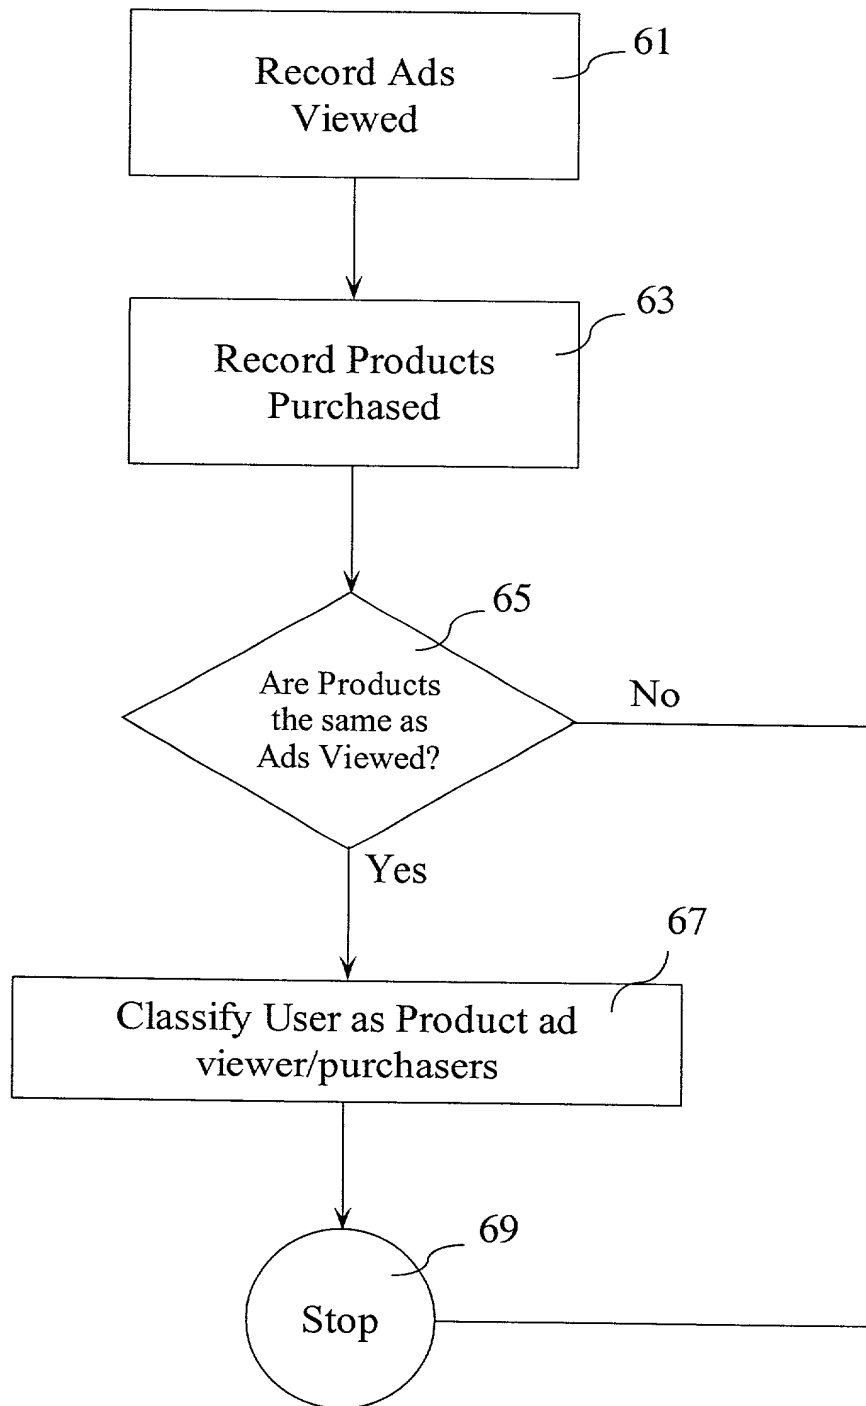 61
Record Ads
Viewed
63
Record Products
Purchased
65
Are Products
the same as
Ads Viewed?
No
Yes
67
Classify User as Product ad
viewer/purchasers
69
Stop